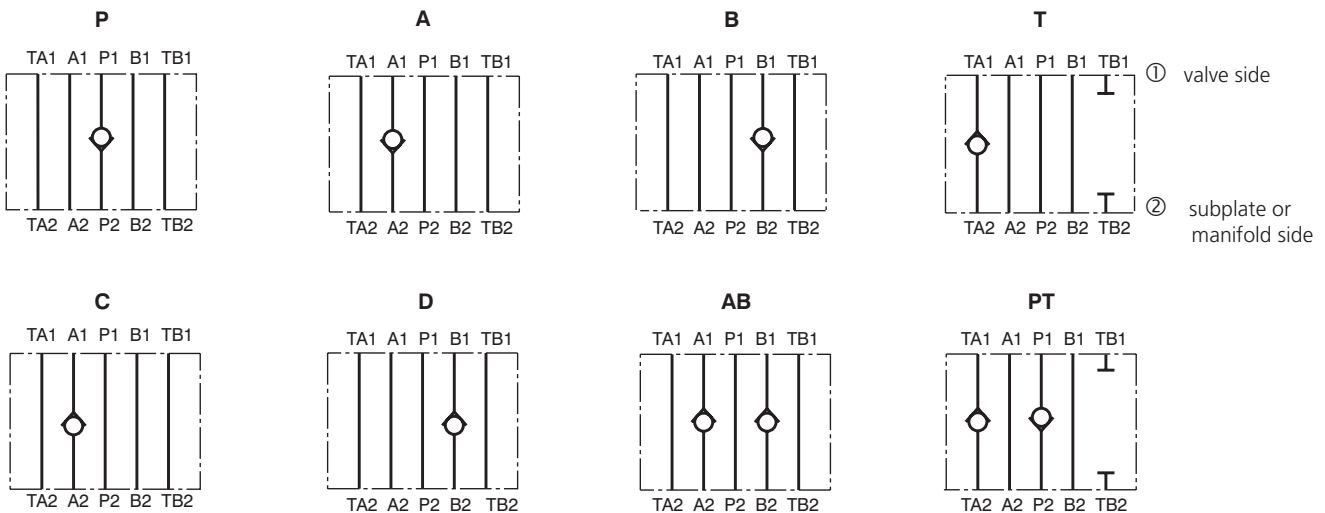 P A B T
TA1 A1 P1 B1 TB1 TA1 A1 P1 B1 TB1 TA1 A1 P1 B1 TB1 TA1 A1 P1 B1 TB1
① valve side
TA2 A2 P2 B2 TB2 TA2 A2 P2 B2 TB2 TA2 A2 P2 B2 TB2 TA2 A2 P2 B2 TB2
② subplate or
manifold side
C D AB PT
TA1 A1 P1 B1 TB1 TA1 A1 P1 B1 TB1 TA1 A1 P1 B1 TB1 TA1 A1 P1 B1 TB1
TA2 A2 P2 B2 TB2 TA2 A2 P2 B2 TB2 TA2 A2 P2 B2 TB2 TA2 A2 P2 B2 TB2